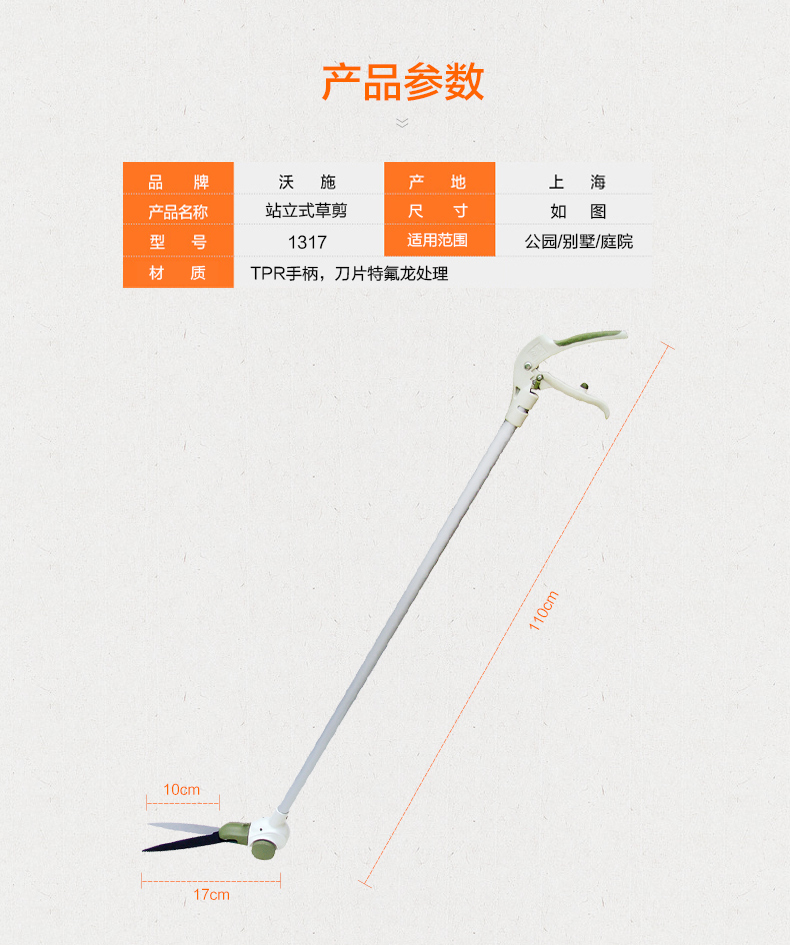 产品参数
品 牌 沃 施 产 地 上 海
产品名称 站立式草剪 尺 寸 如 图
型 号 1317 适用范围 公园/别墅/庭院
材 质 TPR手柄，刀片特氟龙处理
110cm
10cm
17cm